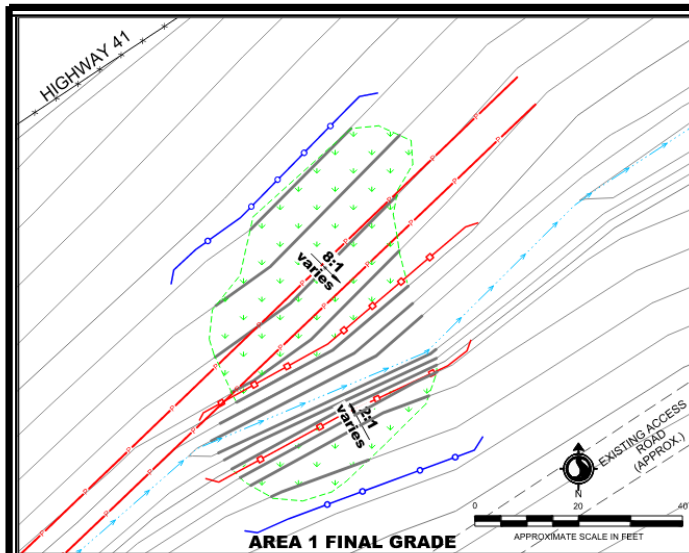 HIGHWAY 41
8:1
varies
2:1
varies
EXISTING ACCESS
ROAD
(APPROX.)
N
0 20 40
APPROXIMATE SCALE IN FEET
AREA 1 FINAL GRADE
P
P
P
P
P
P
P
P
P
P
P